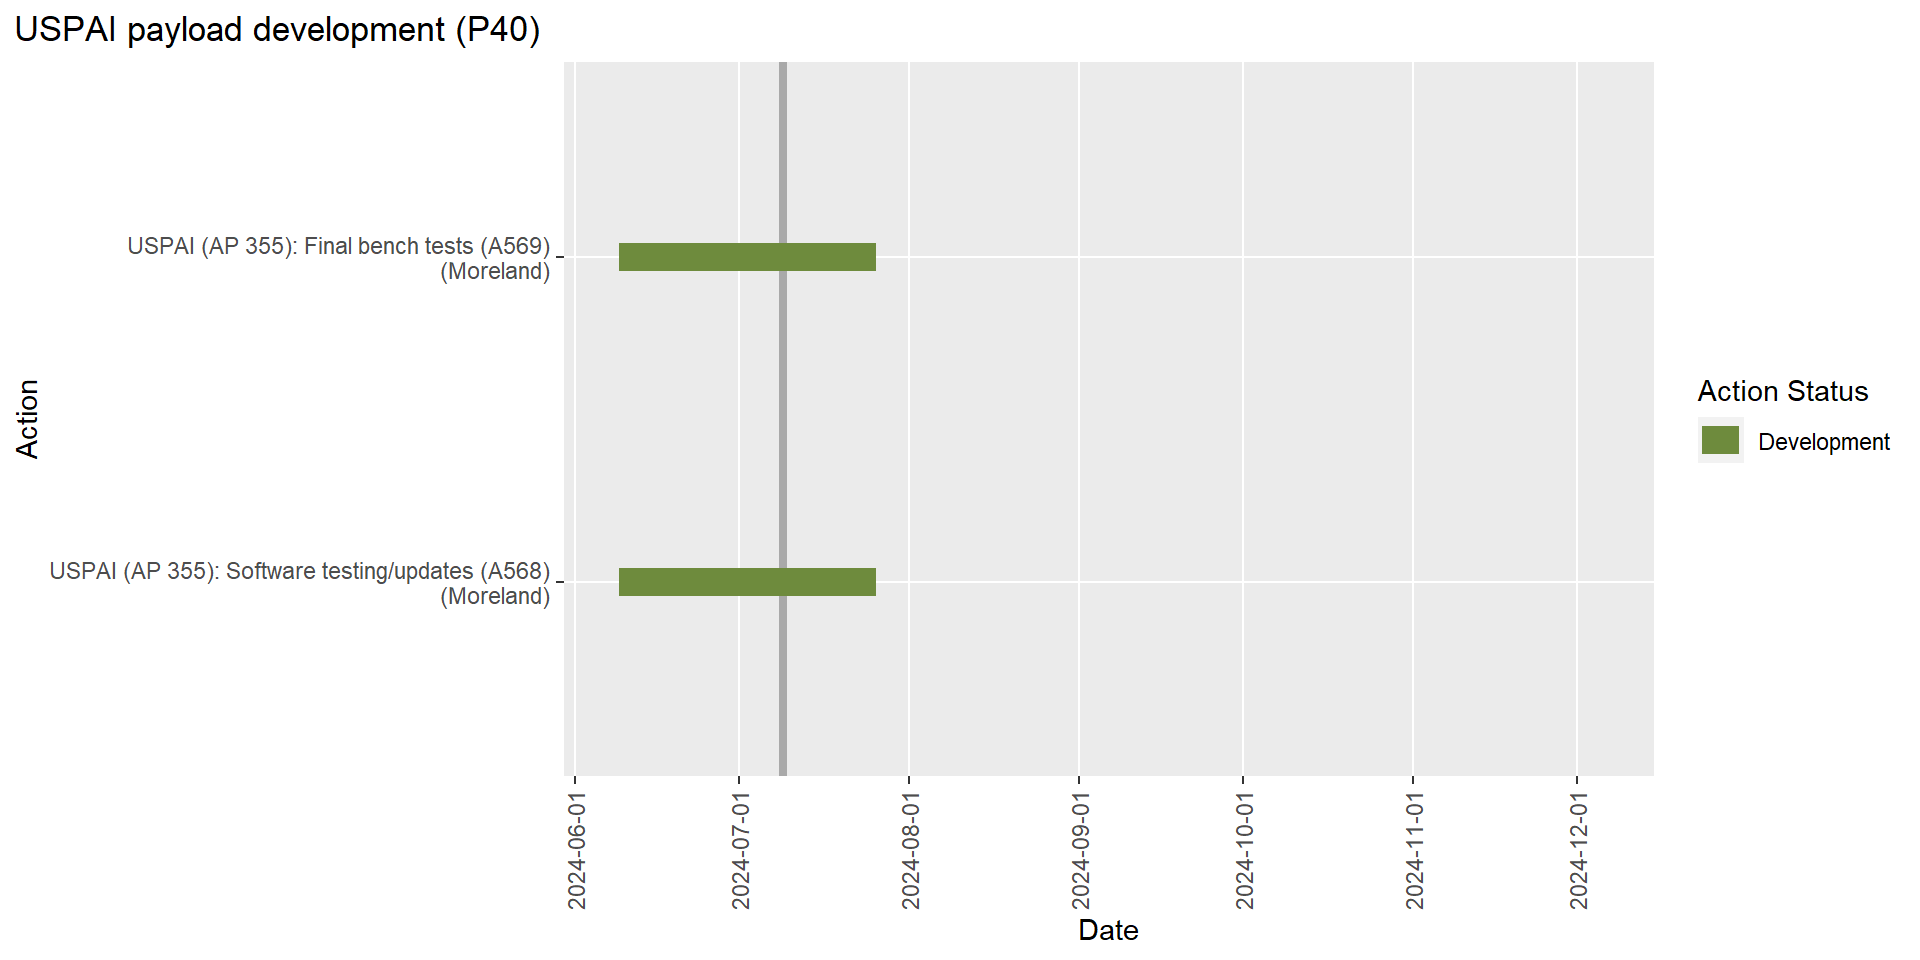 USPAI payload development (P40)
USPAI (AP 355): Final bench tests (A569)
(Moreland)
Action
USPAI (AP 355): Software testing/updates (A568)
(Moreland)
Action Status
Development
2024-06-01
2024-07-01
2024-08-01
2024-09-01
2024-10-01
2024-11-01
2024-12-01
Date